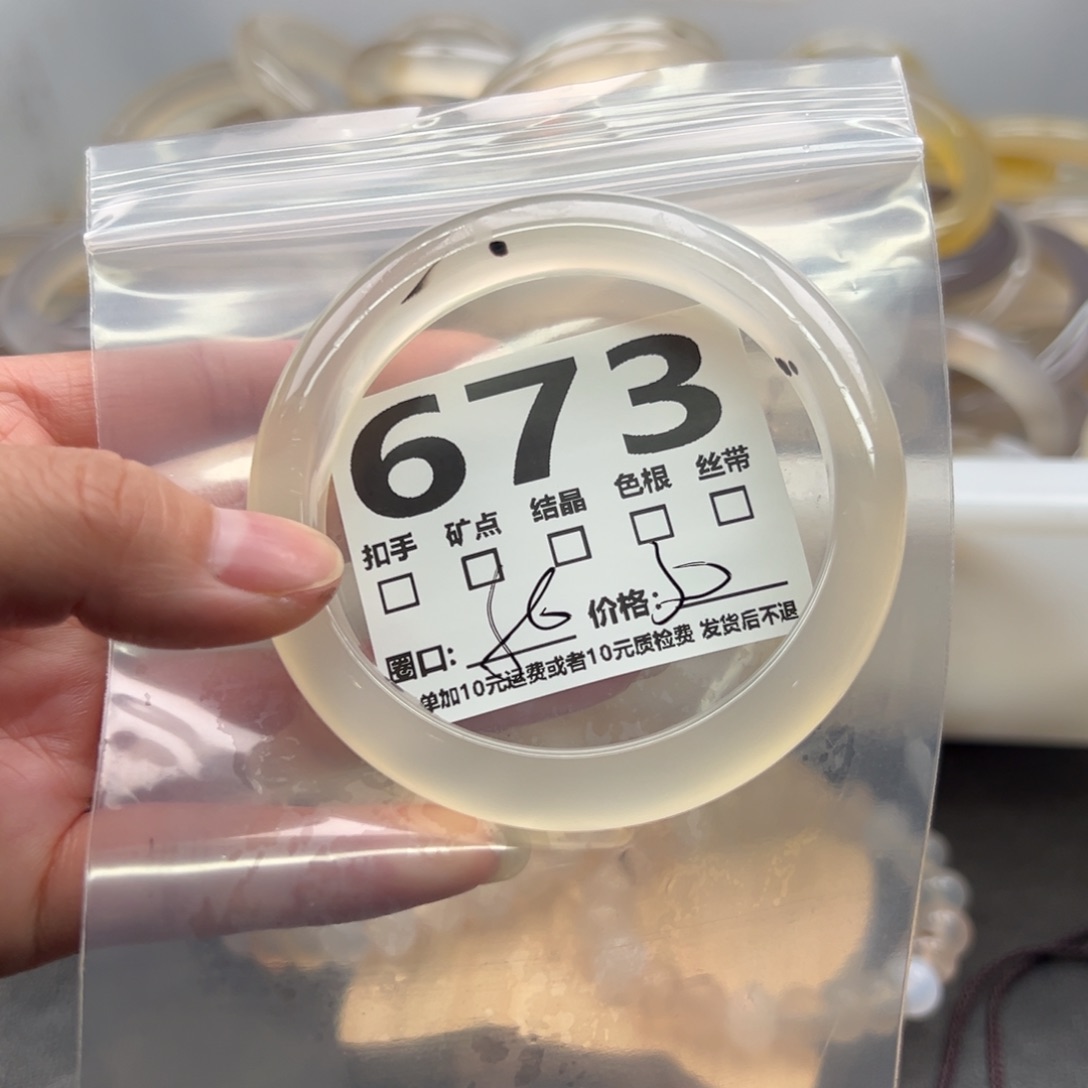 673
扣手 矿点 结晶 色根 丝带
圈口: 56 价格:
单加10元运费或者10元质检费 发货后不退